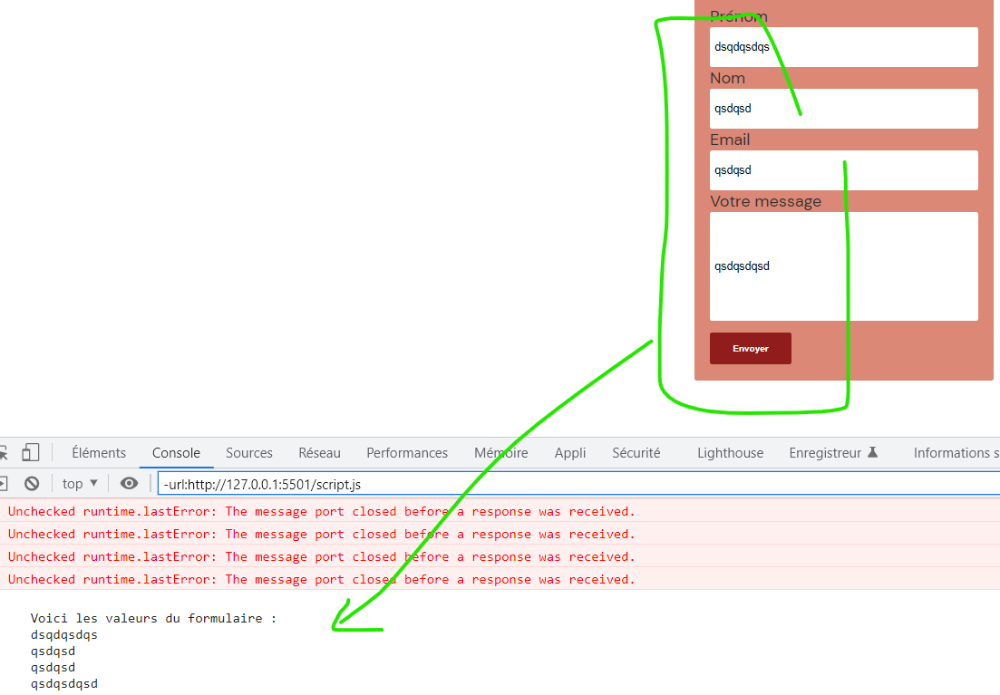 Prénom
dsqdqsdqs
Nom
qsdqsd
Email
qsdqsd
Votre message
qsdqsdqsd
Envoyer
Éléments Console Sources Réseau Performances Mémoire Appli Sécurité Lighthouse Enregistreur Informations s
top ▼ -url:http://127.0.0.1:5501/script.js
Unchecked runtime.lastError: The message port closed before a response was received.
Unchecked runtime.lastError: The message port closed before a response was received.
Unchecked runtime.lastError: The message port closed before a response was received.
Unchecked runtime.lastError: The message port closed before a response was received.
Voici les valeurs du formulaire :
dsqdqsdqs
qsdqsd
qsdqsd
qsdqsdqsd